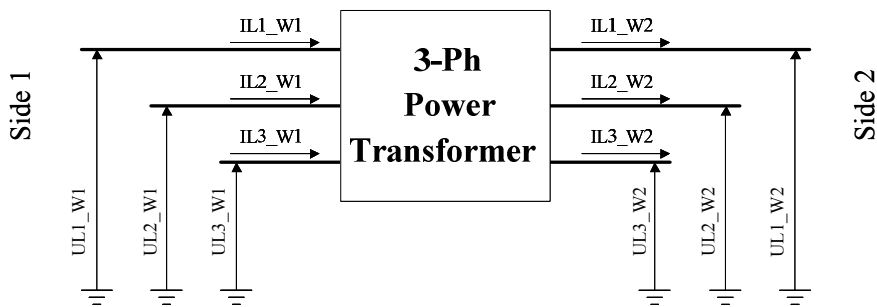 IL1_W1
IL1_W2
3-Ph
Power
Transformer
IL2_W1
IL2_W2
IL3_W1
IL3_W2
Side 1
Side 2
UL1_W1
UL2_W1
UL3_W1
UL3_W2
UL2_W2
UL1_W2